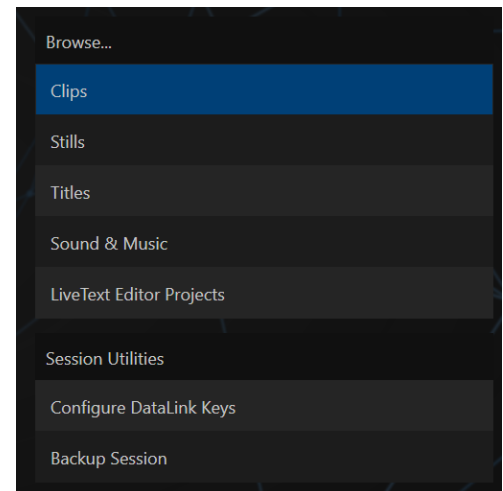 Browse...
Clips
Stills
Titles
Sound & Music
LiveText Editor Projects
Session Utilities
Configure DataLink Keys
Backup Session